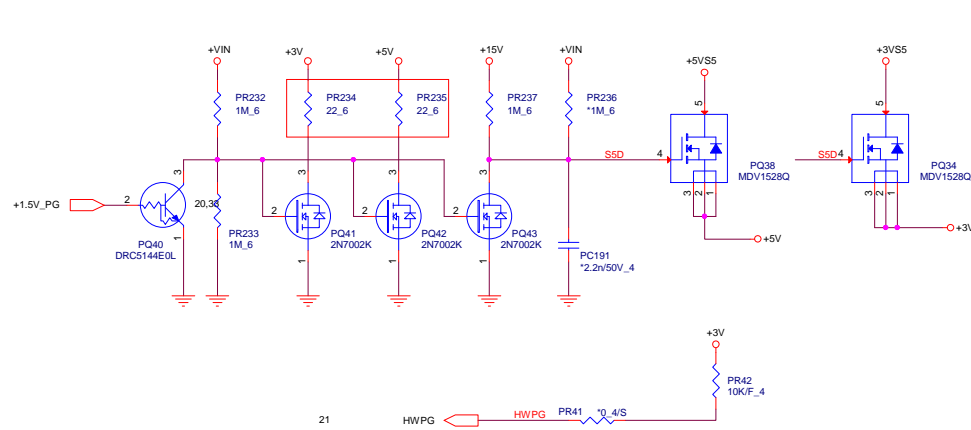 +VIN
+3V
+5V
+15V
+VIN
+5VS5
+3VS5
PR232
1M_6
PR234
22_6
PR235
22_6
PR237
1M_6
PR236
*1M_6
5
5
3
3
3
3
S5D
4
S5D
4
PQ38
MDV1528Q
PQ34
MDV1528Q
3
2
1
3
2
1
+1.5V_PG
2
20,33
2
2
2
PQ40
DRC5144E0L
1
PR233
1M_6
PQ41
2N7002K
1
PQ42
2N7002K
1
PQ43
2N7002K
1
PC191
*2.2n/50V_4
+5V
+3V
+3V
PR42
10K/F_4
21
HWPG
HWPG
PR41
*0_4/S